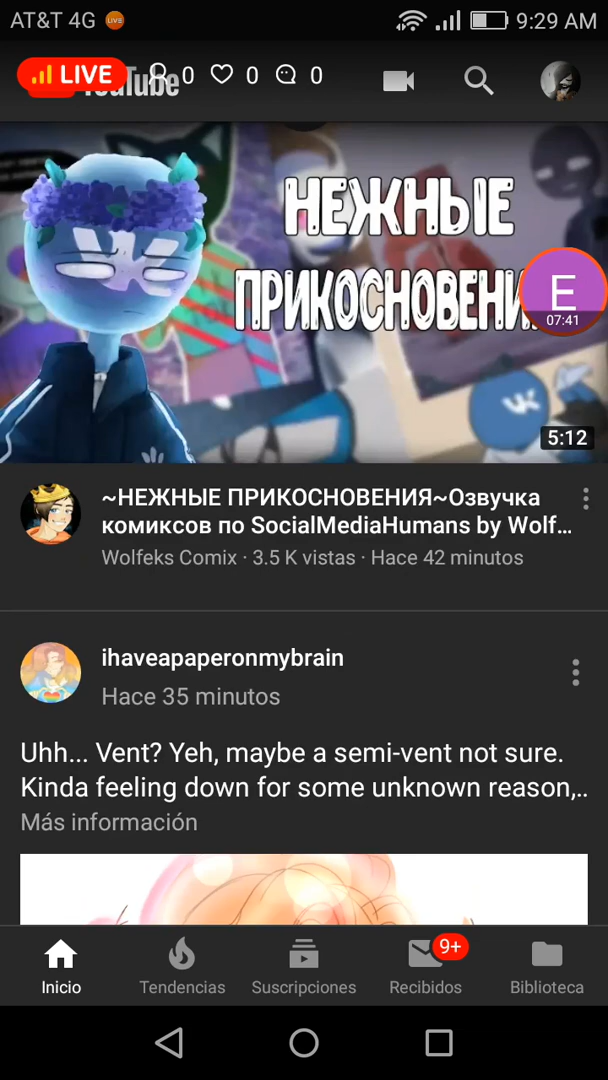 AT&T 4G LIVE 9:29 AM
LIVE 0 0 0
YouTube
НЕЖНЫЕ
ПРИКОСНОВЕНИ
E
07:41
5:12
~НЕЖНЫЕ ПРИКОСНОВЕНИЯ~Озвучка
комиксов по SocialMediaHumans by Wolf...
Wolfeks Comix · 3.5 K vistas · Hace 42 minutos
ihaveapaperonmybrain
Hace 35 minutos
Uhh... Vent? Yeh, maybe a semi-vent not sure.
Kinda feeling down for some unknown reason,..
Más información
9+
Inicio Tendencias Suscripciones Recibidos Biblioteca